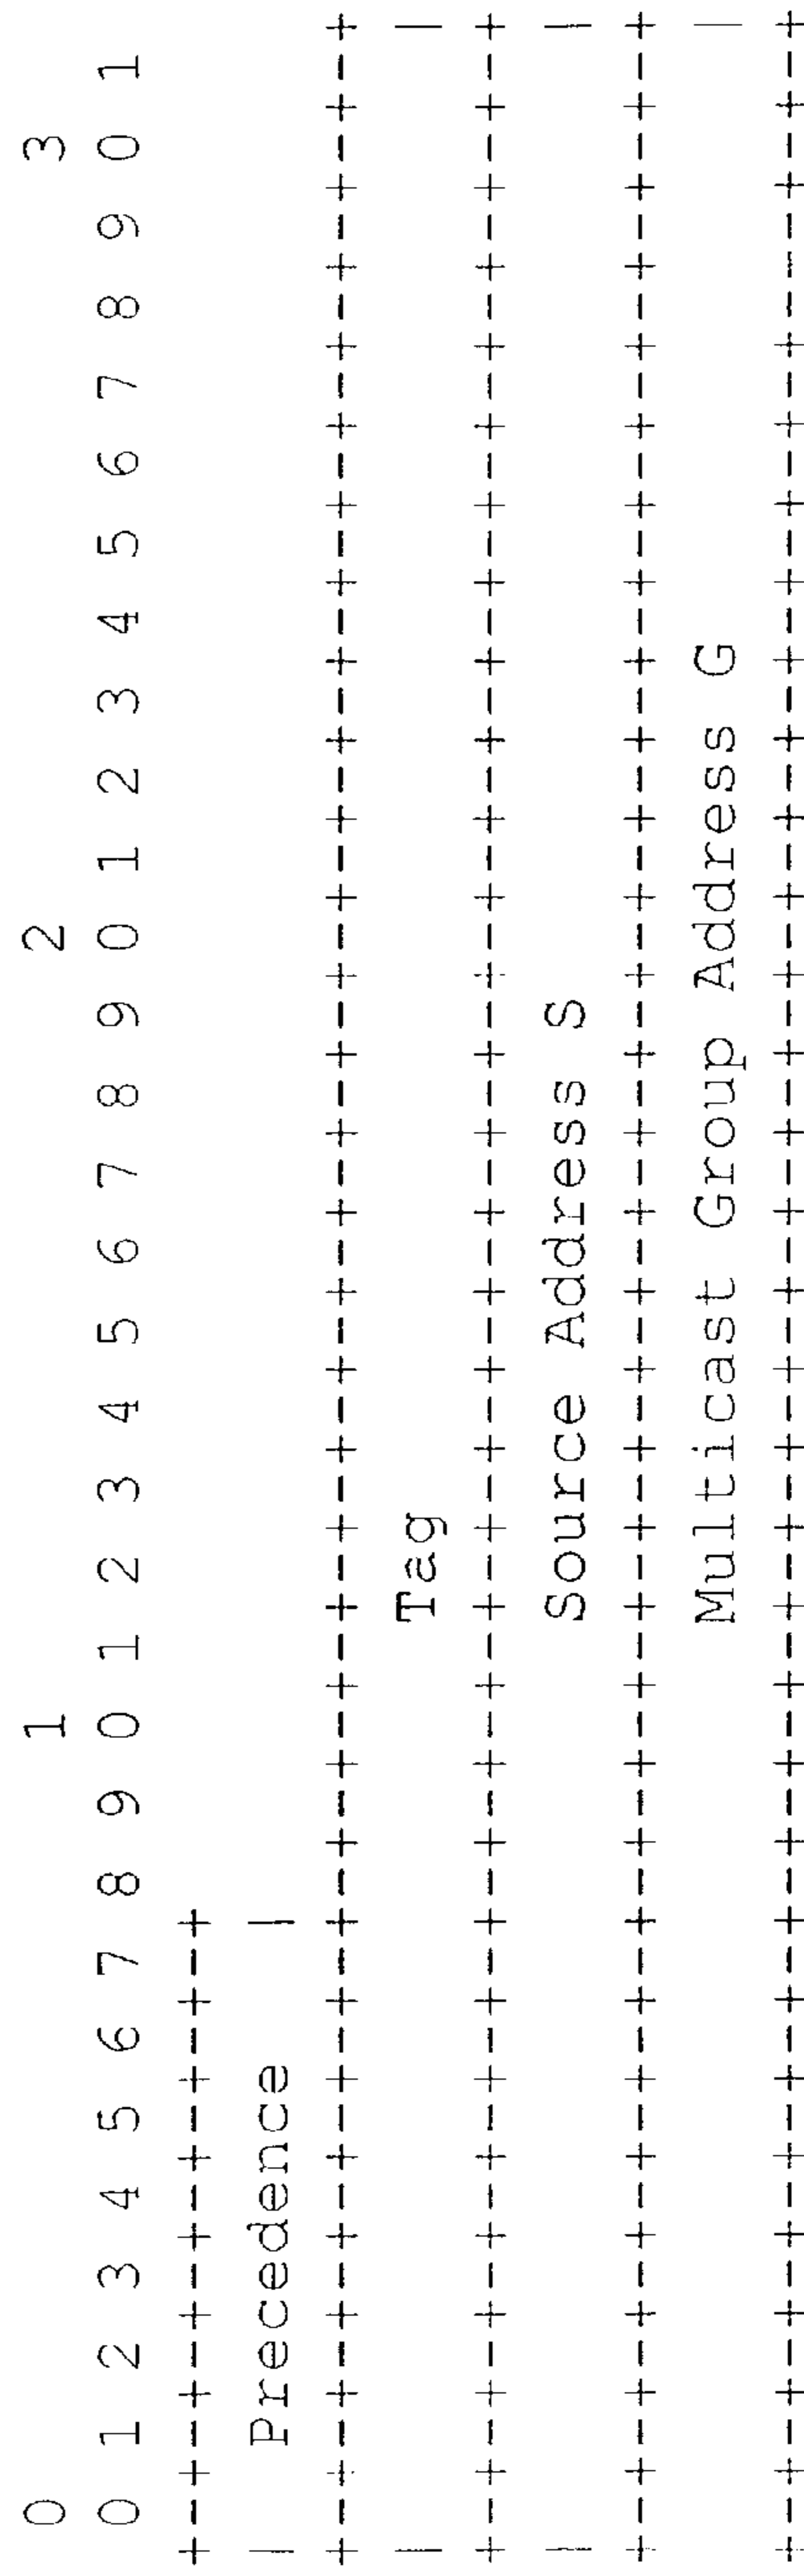 0                   1                   2                   3
 0 1 2 3 4 5 6 7 8 9 0 1 2 3 4 5 6 7 8 9 0 1 2 3 4 5 6 7 8 9 0 1
+-+-+-+-+-+-+-+-+
|  Precedence   |
+-+-+-+-+-+-+-+-+-+-+-+-+-+-+-+-+-+-+-+-+-+-+-+-+-+-+-+-+-+-+-+-+
|                       Tag                                     |
+-+-+-+-+-+-+-+-+-+-+-+-+-+-+-+-+-+-+-+-+-+-+-+-+-+-+-+-+-+-+-+-+
|                       Source Address S                        |
+-+-+-+-+-+-+-+-+-+-+-+-+-+-+-+-+-+-+-+-+-+-+-+-+-+-+-+-+-+-+-+-+
                        Multicast Group Address G               |
+-+-+-+-+-+-+-+-+-+-+-+-+-+-+-+-+-+-+-+-+-+-+-+-+-+-+-+-+-+-+-+-+